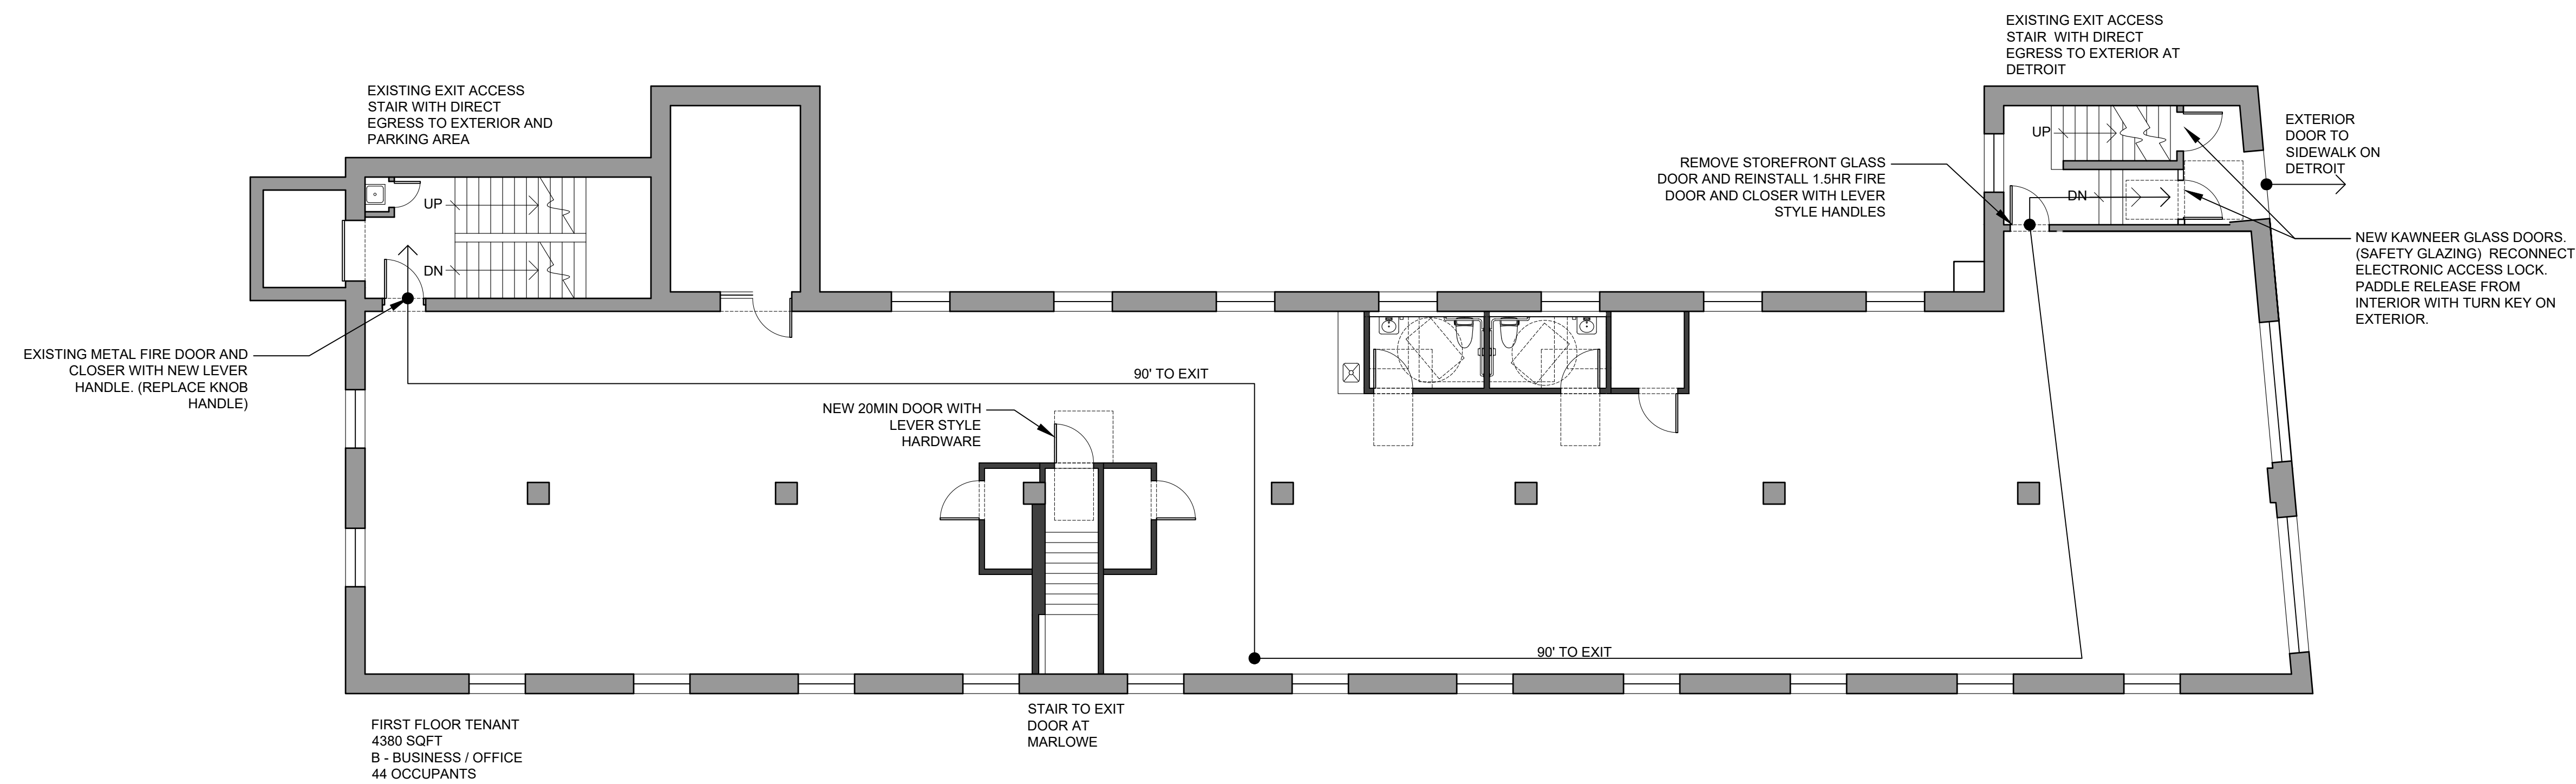 EXISTING EXIT ACCESS
STAIR WITH DIRECT
EGRESS TO EXTERIOR AT
DETROIT
EXISTING EXIT ACCESS
STAIR WITH DIRECT
EGRESS TO EXTERIOR AND
PARKING AREA
EXTERIOR
DOOR TO
SIDEWALK ON
DETROIT
UP
REMOVE STOREFRONT GLASS
DOOR AND REINSTALL 1.5HR FIRE
DOOR AND CLOSER WITH LEVER
STYLE HANDLES
DN
UP
DN
NEW KAWNEER GLASS DOORS.
(SAFETY GLAZING) RECONNECT
ELECTRONIC ACCESS LOCK.
PADDLE RELEASE FROM
INTERIOR WITH TURN KEY ON
EXTERIOR.
EXISTING METAL FIRE DOOR AND
CLOSER WITH NEW LEVER
HANDLE. (REPLACE KNOB
HANDLE)
90' TO EXIT
NEW 20MIN DOOR WITH
LEVER STYLE
HARDWARE
90' TO EXIT
STAIR TO EXIT
DOOR AT
MARLOWE
FIRST FLOOR TENANT
4380 SQFT
B - BUSINESS / OFFICE
44 OCCUPANTS